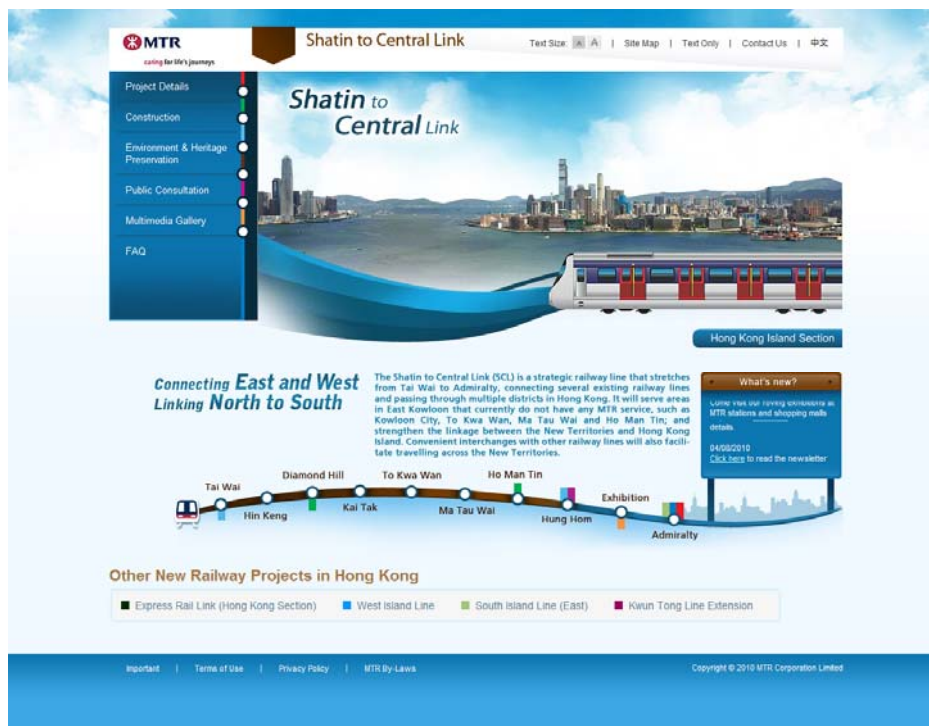 MTR
caring for life's journeys
Shatin to Central Link
Text Size: A A | Site Map | Text Only | Contact Us | 中文
Project Details
Construction
Environment & Heritage
Preservation
Public Consultation
Multimedia Gallery
FAQ
Shatin to
Central Link
Hong Kong Island Section
Connecting East and West
Linking North to South
The Shatin to Central Link (SCL) is a strategic railway line that stretches
from Tai Wai to Admiralty, connecting several existing railway lines
and passing through multiple districts in Hong Kong. It will serve areas
in East Kowloon that currently do not have any MTR service, such as
Kowloon City, To Kwa Wan, Ma Tau Wai and Ho Man Tin; and
strengthen the linkage between the New Territories and Hong Kong
Island. Convenient interchanges with other railway lines will also facili-
tate travelling across the New Territories.
What's new?
Come visit our roving exhibitions at
MTR stations and shopping malls
details.
04/08/2010
Click here to read the newsletter
Tai Wai
Hin Keng
Diamond Hill
Kai Tak
To Kwa Wan
Ma Tau Wai
Ho Man Tin
Hung Hom
Exhibition
Admiralty
Other New Railway Projects in Hong Kong
Express Rail Link (Hong Kong Section)
West Island Line
South Island Line (East)
Kwun Tong Line Extension
Important | Terms of Use | Privacy Policy | MTR By-Laws
Copyright © 2010 MTR Corporation Limited